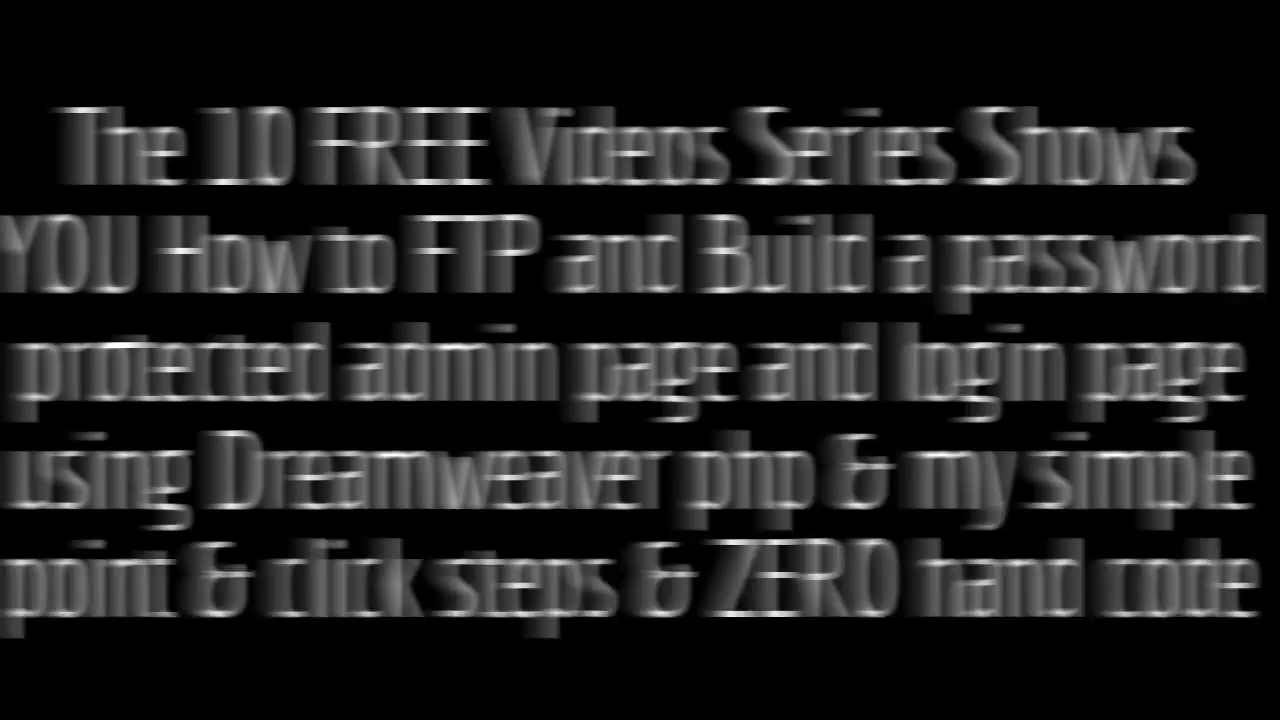 The 10 FREE Videos Series Shows
YOU How to FTP and Build a password
protected admin page and login page
using Dreamweaver php & my simple
point & click steps & ZERO hand code